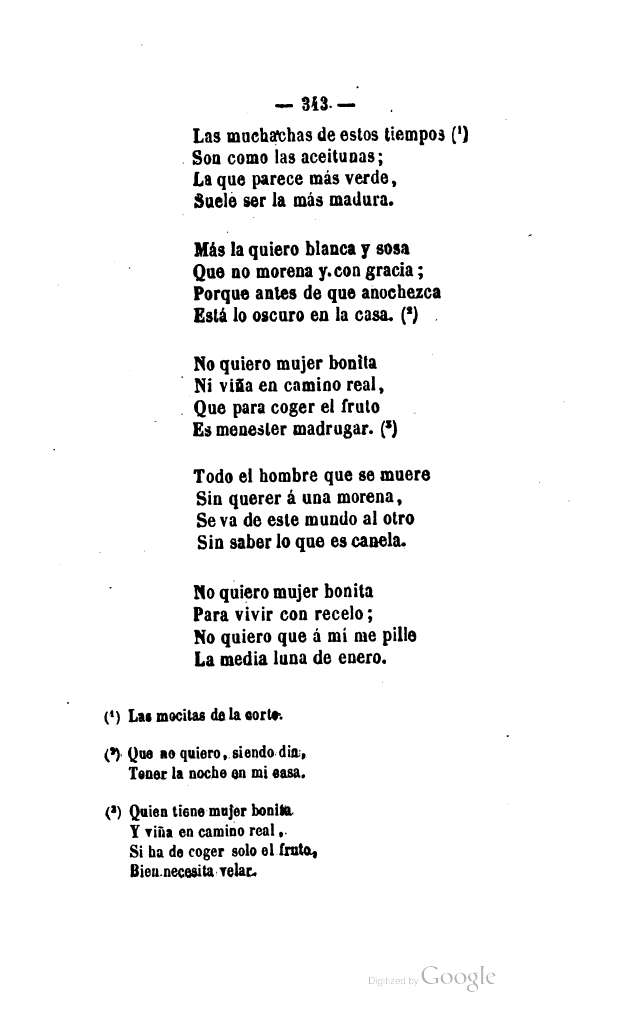 — 343 —
Las muchachas de estos tiempos (¹)
Son como las aceitunas;
La que parece más verde,
Suele ser la más madura.
Más la quiero blanca y sosa
Que no morena y con gracia;
Porque antes de que anochezca
Está lo oscuro en la casa. (²)
No quiero mujer bonita
Ni viña en camino real,
Que para coger el fruto
Es menester madrugar. (³)
Todo el hombre que se muere
Sin querer á una morena,
Se va de este mundo al otro
Sin saber lo que es canela.
No quiero mujer bonita
Para vivir con recelo;
No quiero que á mí me pille
La media luna de enero.
(¹) Las mocitas de la corte.
(²) Que no quiero, siendo dia,
Tener la noche en mi casa.
(³) Quien tiene mujer bonita
Y viña en camino real,
Si ha de coger solo el fruto,
Bien necesita velar.
Digitized by Google